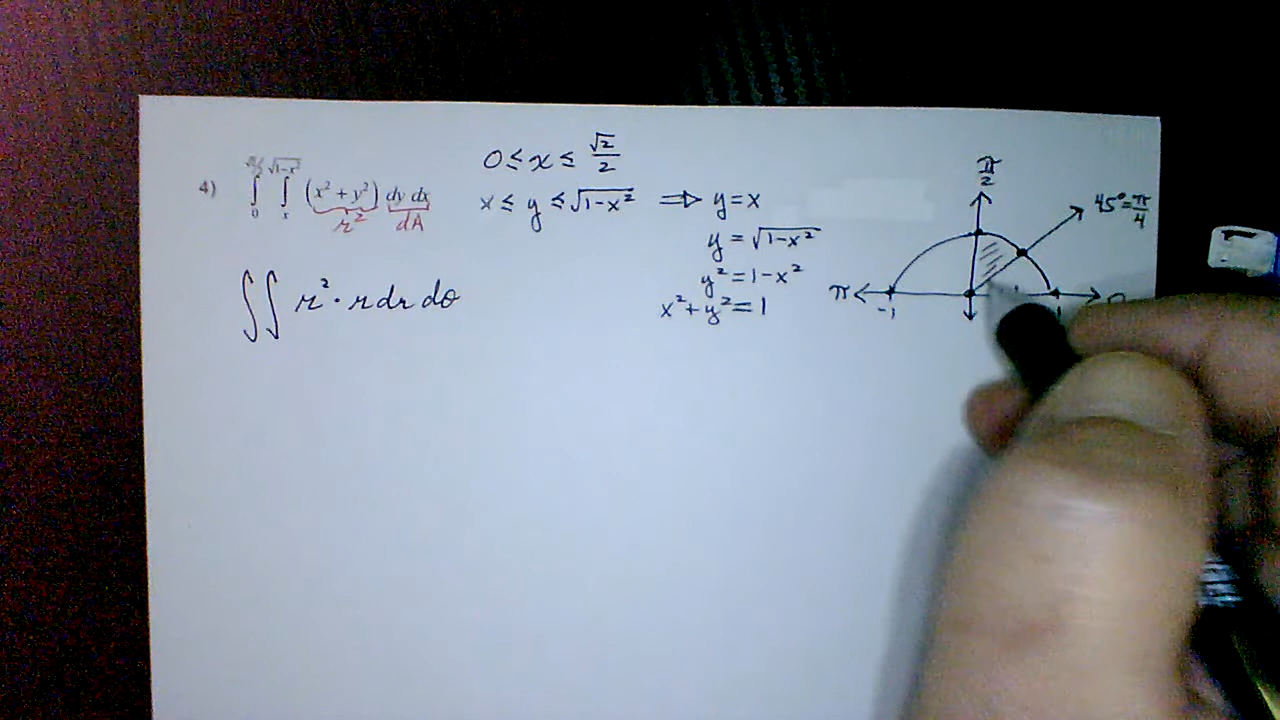 4) ∫₀^{√2/2} ∫ₓ^{√1-x²} (x² + y²) dy dx
r² dA
0 ≤ x ≤ √2/2
x ≤ y ≤ √1-x² ⇒ y = x
y = √1-x²
y² = 1-x²
x² + y² = 1
∫∫ r² · r dr dθ
π/2
45° = π/4
π
-1